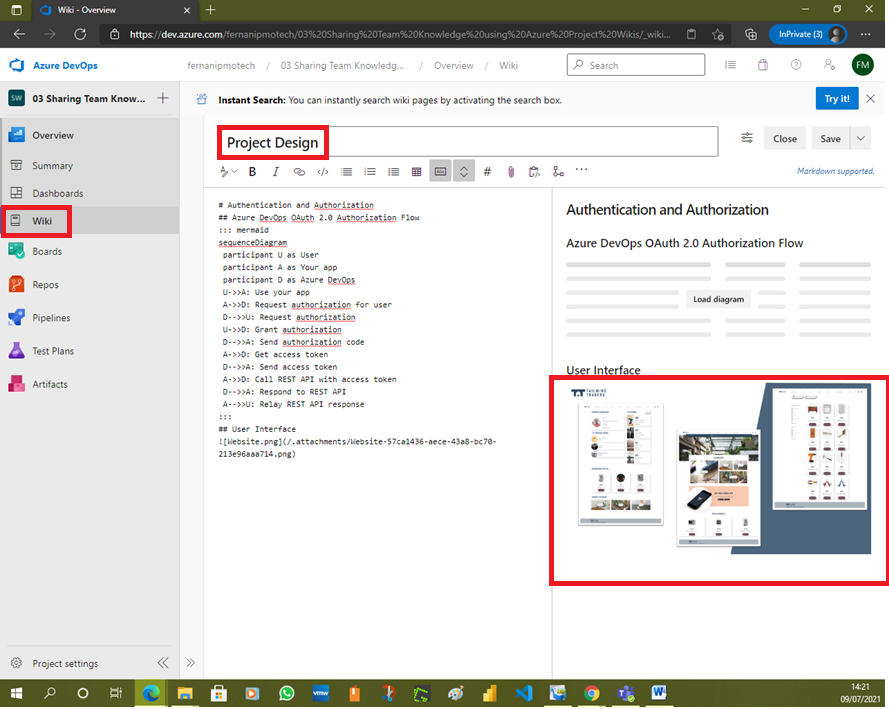 Wiki - Overview
https://dev.azure.com/fernanipmotech/03%20Sharing%20Team%20Knowledge%20using%20Azure%20Project%20Wikis/_wiki...
InPrivate (3)
Azure DevOps
fernanipmotech / 03 Sharing Team Knowledg... / Overview / Wiki
Search
FM
SW
03 Sharing Team Know...
Instant Search: You can instantly search wiki pages by activating the search box.
Try it!
Overview
Summary
Dashboards
Wiki
Boards
Repos
Pipelines
Test Plans
Artifacts
Project settings
Project Design
Close
Save
B I
#
Markdown supported.
# Authentication and Authorization
## Azure DevOps OAuth 2.0 Authorization Flow
::: mermaid
sequenceDiagram
participant U as User
participant A as Your app
participant D as Azure DevOps
U->>A: Use your app
A->>D: Request authorization for user
D-->>U: Request authorization
U->>D: Grant authorization
D-->>A: Send authorization code
A->>D: Get access token
D-->>A: Send access token
A->>D: Call REST API with access token
D-->>A: Respond to REST API
A-->>U: Relay REST API response
:::
## User Interface
![Website.png](/.attachments/Website-57ca1436-aece-43a8-bc70-
213e96aaa714.png)
Authentication and Authorization
Azure DevOps OAuth 2.0 Authorization Flow
Load diagram
User Interface
TAILWIND
TRADERS
vmw
14:21
09/07/2021